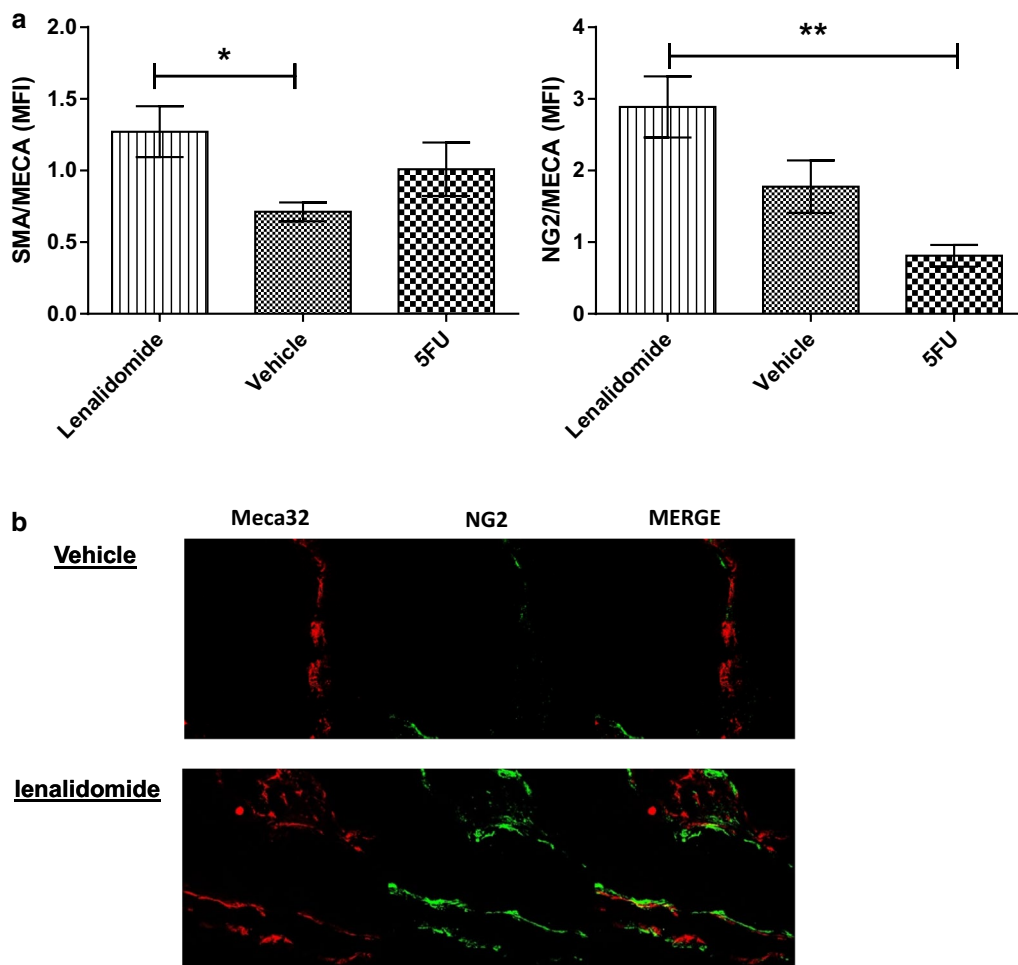 a
2.0
1.5
1.0
0.5
0.0
SMA/MECA (MFI)
*
Lenalidomide
Vehicle
5FU
4
3
2
1
0
NG2/MECA (MFI)
**
Lenalidomide
Vehicle
5FU
b
Meca32 NG2 MERGE
Vehicle
lenalidomide